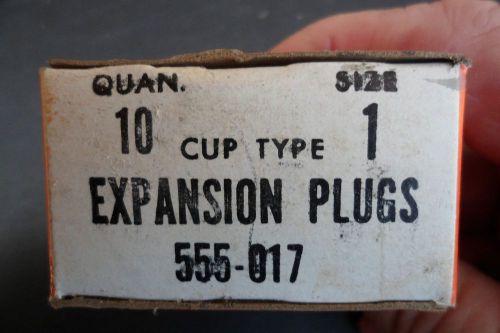 QUAN. SIZE
10 CUP TYPE 1
EXPANSION PLUGS
555-017